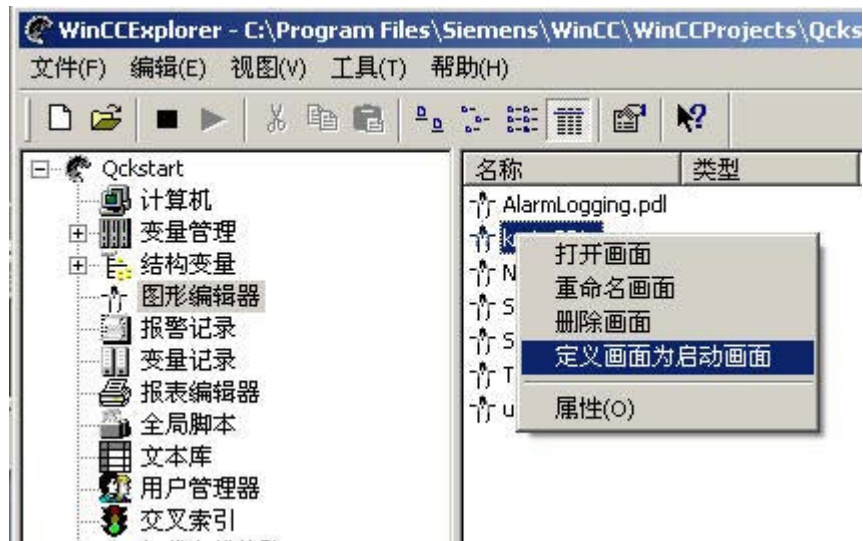 WinCCExplorer - C:\Program Files\Siemens\WinCC\WinCCProjects\Qcks
文件(F) 编辑(E) 视图(V) 工具(T) 帮助(H)
Qckstart
计算机
变量管理
结构变量
图形编辑器
报警记录
变量记录
报表编辑器
全局脚本
文本库
用户管理器
交叉索引
名称 类型
AlarmLogging.pdl
N
S
S
T
u
打开画面
重命名画面
删除画面
定义画面为启动画面
属性(O)